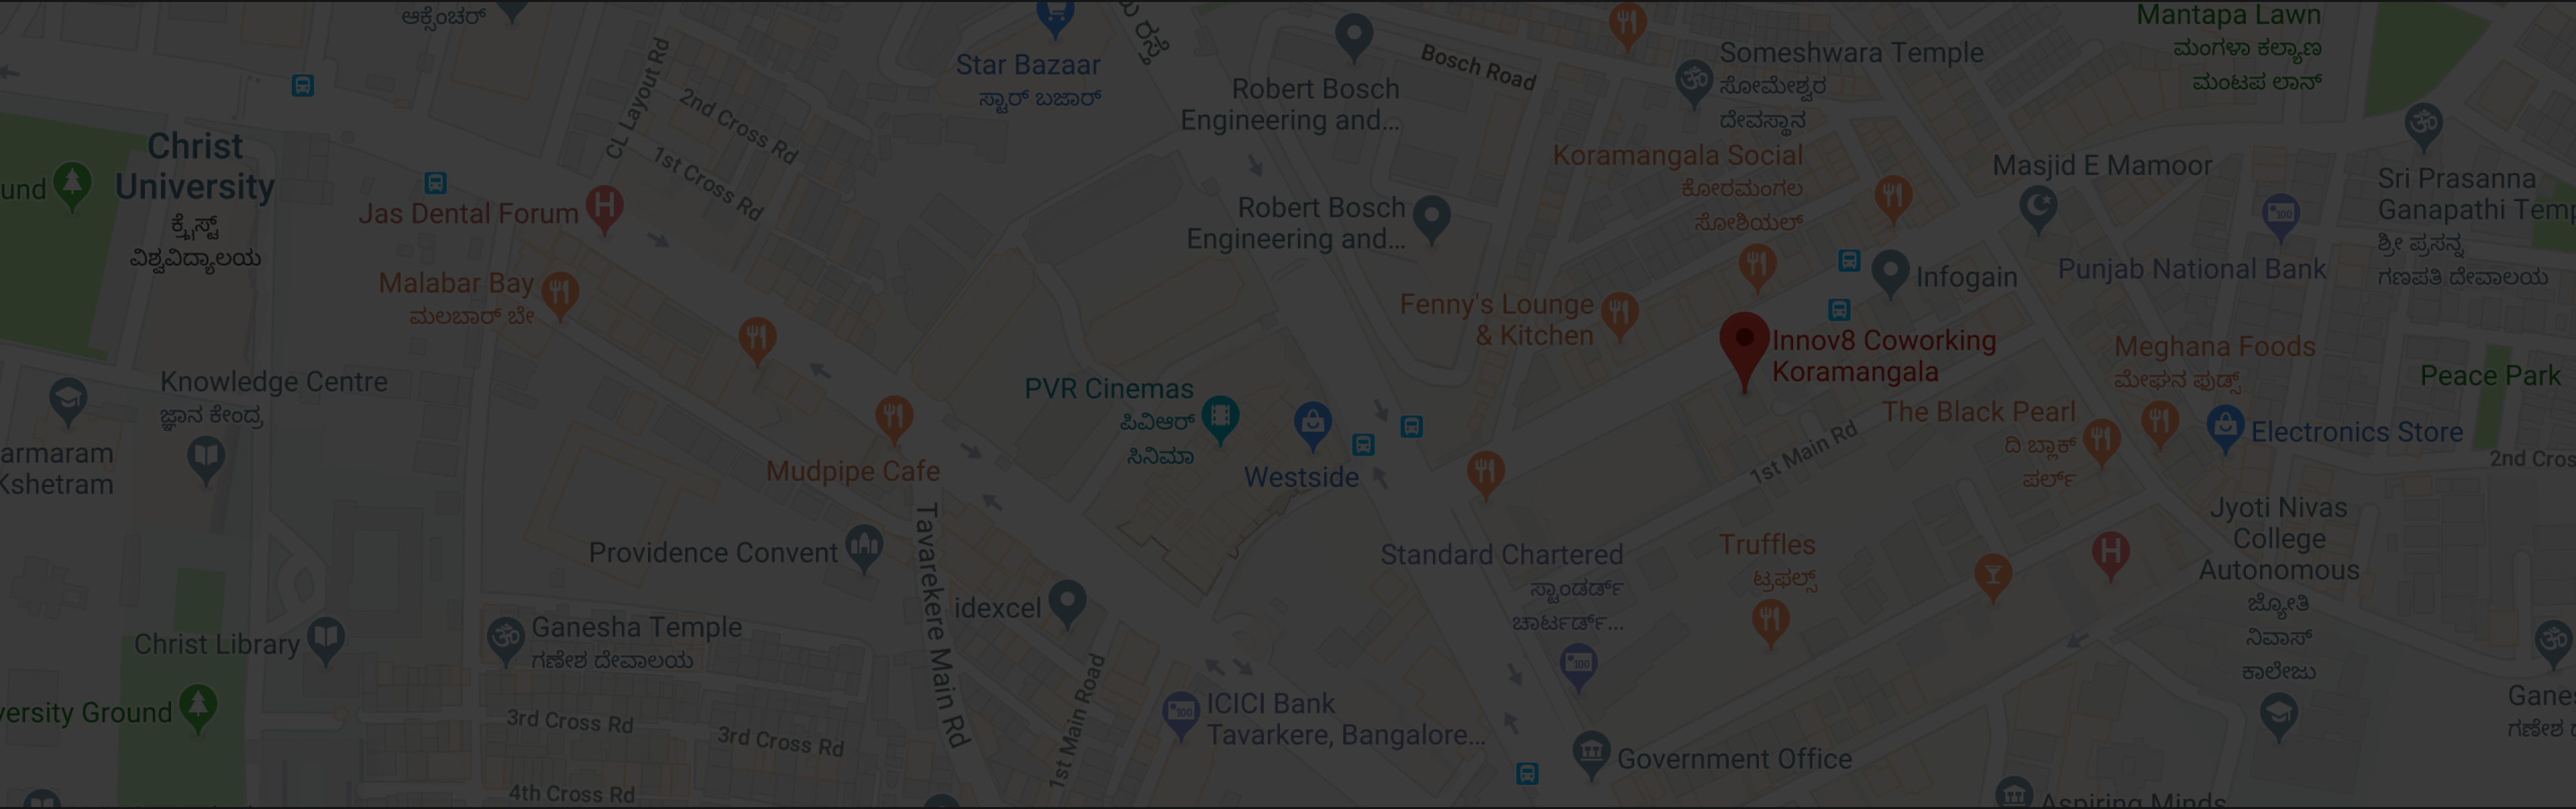 ಆಕ್ಸೆಂಚರ್
Star Bazaar
ಸ್ಟಾರ್ ಬಜಾರ್
CL Layout Rd
2nd Cross Rd
1st Cross Rd
Robert Bosch
Engineering and...
Bosch Road
Someshwara Temple
ಸೋಮೇಶ್ವರ
ದೇವಸ್ಥಾನ
Mantapa Lawn
ಮಂಗಳಾ ಕಲ್ಯಾಣ
ಮಂಟಪ ಲಾನ್
Christ
University
ಕ್ರೈಸ್ಟ್
ವಿಶ್ವವಿದ್ಯಾಲಯ
und
Jas Dental Forum
Malabar Bay
ಮಲಬಾರ್ ಬೇ
Robert Bosch
Engineering and...
Koramangala Social
ಕೋರಮಂಗಲ
ಸೋಶಿಯಲ್
Masjid E Mamoor
Sri Prasanna
Ganapathi Temp
ಶ್ರೀ ಪ್ರಸನ್ನ
ಗಣಪತಿ ದೇವಾಲಯ
Punjab National Bank
Infogain
Fenny's Lounge
& Kitchen
Innov8 Coworking
Koramangala
Meghana Foods
ಮೇಘನ ಫುಡ್ಸ್
Peace Park
Knowledge Centre
ಜ್ಞಾನ ಕೇಂದ್ರ
armaram
Kshetram
PVR Cinemas
ಪಿವಿಆರ್
ಸಿನಿಮಾ
Westside
Mudpipe Cafe
The Black Pearl
ದಿ ಬ್ಲಾಕ್
ಪರ್ಲ್
Electronics Store
1st Main Rd
2nd Cros
Providence Convent
Tavarekere Main Rd
Standard Chartered
ಸ್ಟಾಂಡರ್ಡ್
ಚಾರ್ಟರ್ಡ್...
Truffles
ಟ್ರಫಲ್ಸ್
Jyoti Nivas
College
Autonomous
ಜ್ಯೋತಿ
ನಿವಾಸ್
ಕಾಲೇಜು
idexcel
Christ Library
Ganesha Temple
ಗಣೇಶ ದೇವಾಲಯ
versity Ground
3rd Cross Rd
3rd Cross Rd
1st Main Road
ICICI Bank
Tavarkere, Bangalore...
Government Office
Ganes
ಗಣೇಶ
4th Cross Rd
Aspiring Minds